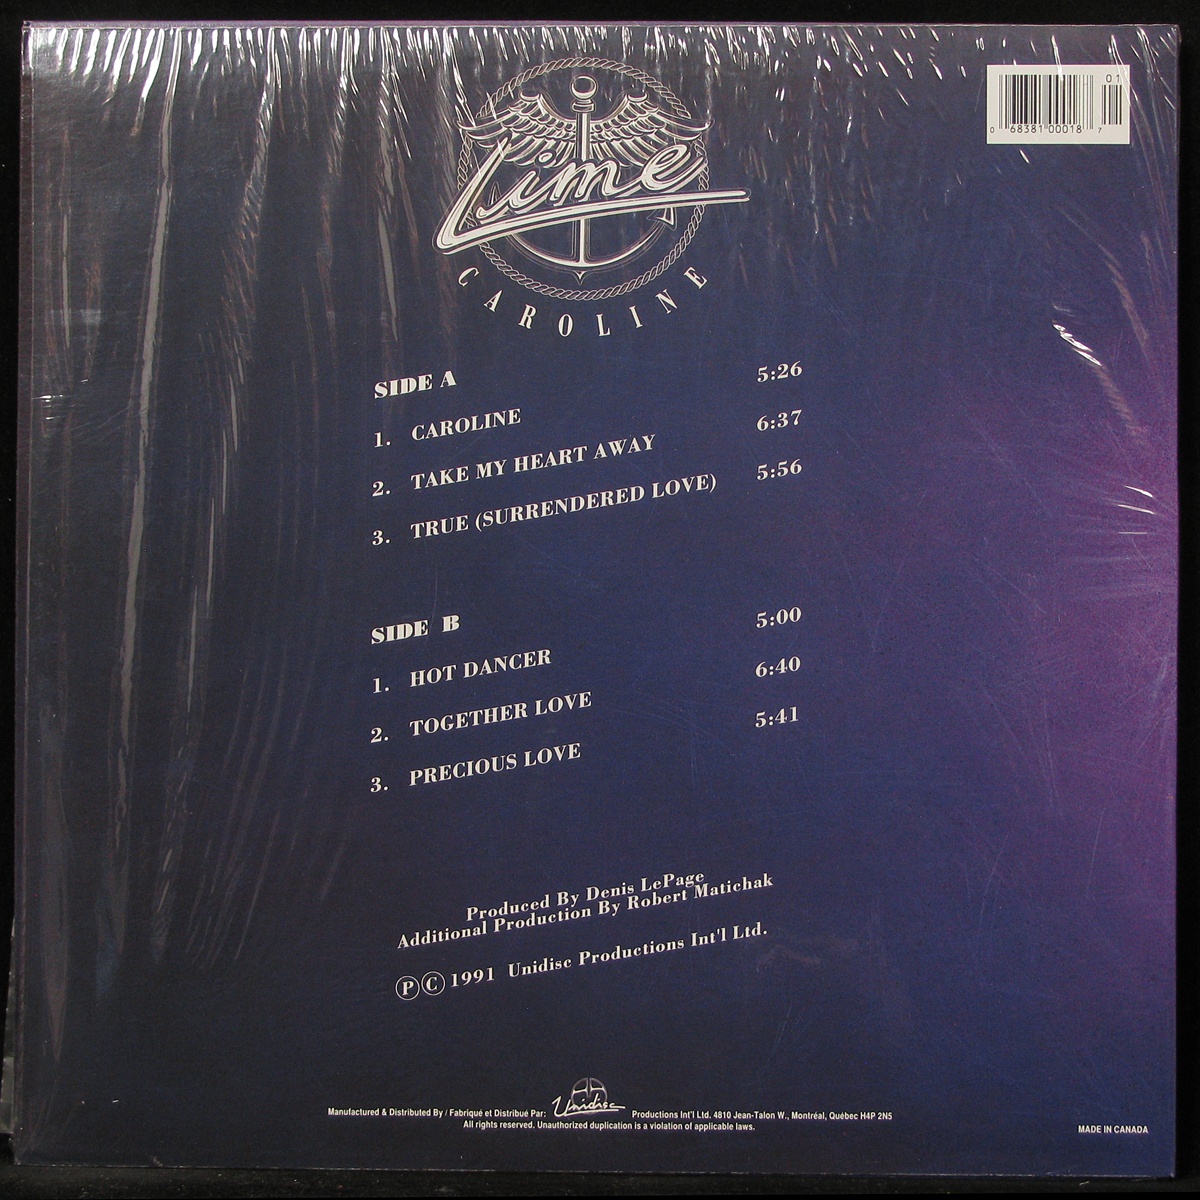 01
0 68381 00018 7
Lime
CAROLINE
SIDE A
1. CAROLINE 5:26
2. TAKE MY HEART AWAY 6:37
3. TRUE (SURRENDERED LOVE) 5:56
SIDE B
1. HOT DANCER 5:00
2. TOGETHER LOVE 6:40
3. PRECIOUS LOVE 5:41
Produced By Denis LePage
Additional Production By Robert Matichak
Ⓟ Ⓒ 1991 Unidisc Productions Int'l Ltd.
Manufactured & Distributed By / Fabriqué et Distribué Par: Unidisc Productions Int'l Ltd. 4810 Jean-Talon W., Montréal, Québec H4P 2N5
All rights reserved. Unauthorized duplication is a violation of applicable laws.
MADE IN CANADA